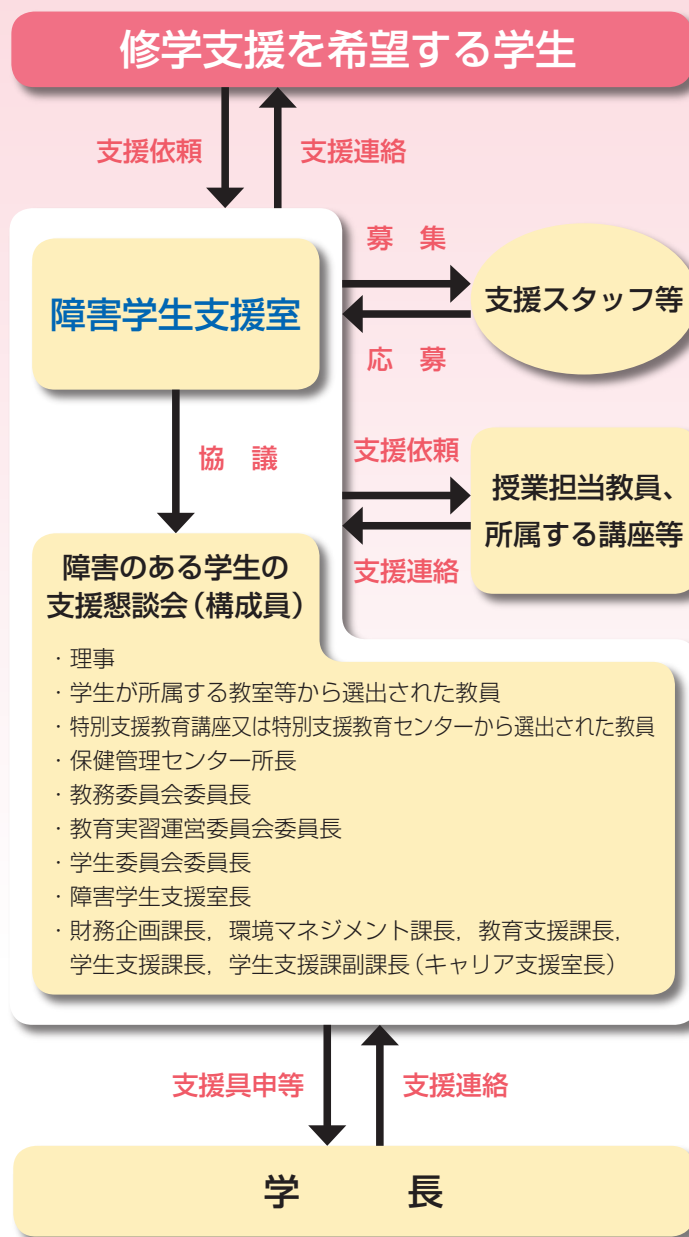 修学支援を希望する学生
支援依頼
支援連絡
障害学生支援室
募　集
応　募
支援スタッフ等
協　議
支援依頼
支援連絡
授業担当教員、
所属する講座等
障害のある学生の
支援懇談会(構成員)
・理事
・学生が所属する教室等から選出された教員
・特別支援教育講座又は特別支援教育センターから選出された教員
・保健管理センター所長
・教務委員会委員長
・教育実習運営委員会委員長
・学生委員会委員長
・障害学生支援室長
・財務企画課長，環境マネジメント課長，教育支援課長，
学生支援課長，学生支援課副課長(キャリア支援室長)
支援具申等
支援連絡
学　長